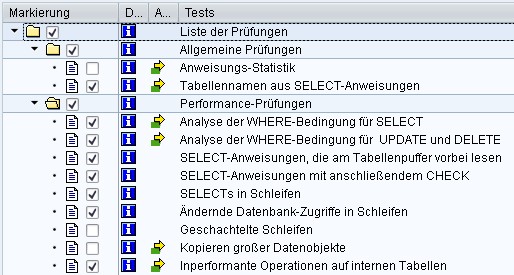 Markierung D... A... Tests
Liste der Prüfungen
Allgemeine Prüfungen
Anweisungs-Statistik
Tabellennamen aus SELECT-Anweisungen
Performance-Prüfungen
Analyse der WHERE-Bedingung für SELECT
Analyse der WHERE-Bedingung für UPDATE und DELETE
SELECT-Anweisungen, die am Tabellenpuffer vorbei lesen
SELECT-Anweisungen mit anschließendem CHECK
SELECTs in Schleifen
Ändernde Datenbank-Zugriffe in Schleifen
Geschachtelte Schleifen
Kopieren großer Datenobjekte
Inperformante Operationen auf internen Tabellen